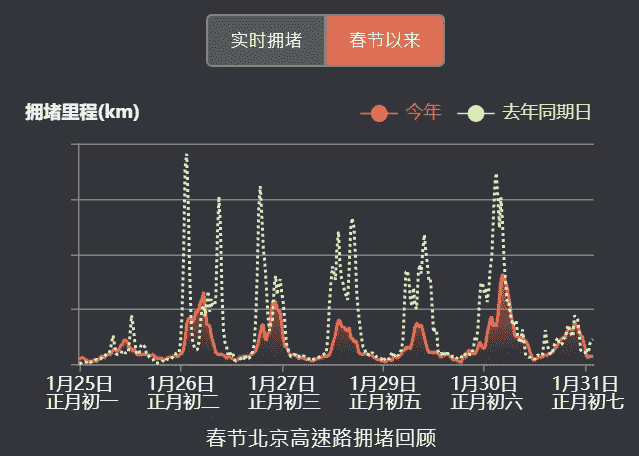 实时拥堵 春节以来
拥堵里程(km) 今年 去年同期日
1月25日 1月26日 1月27日 1月29日 1月30日 1月31日
正月初一 正月初二 正月初三 正月初五 正月初六 正月初七
春节北京高速路拥堵回顾